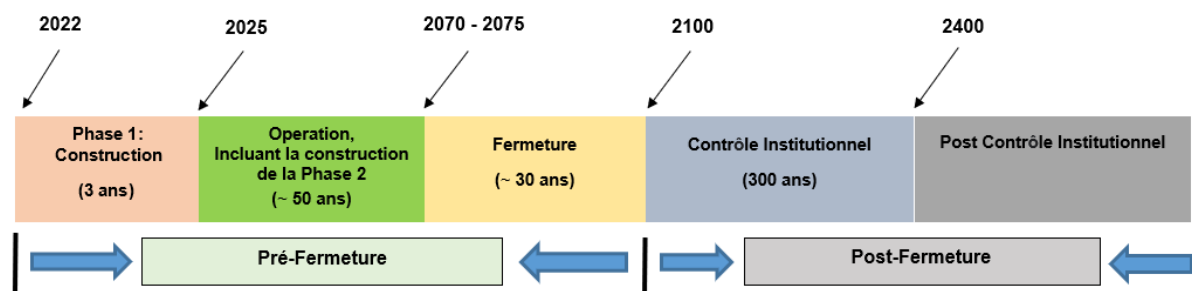 2022
2025
2070 - 2075
2100
2400
Phase 1:
Construction
(3 ans)
Operation,
Incluant la construction
de la Phase 2
(~ 50 ans)
Fermeture
(~ 30 ans)
Contrôle Institutionnel
(300 ans)
Post Contrôle Institutionnel
Pré-Fermeture
Post-Fermeture